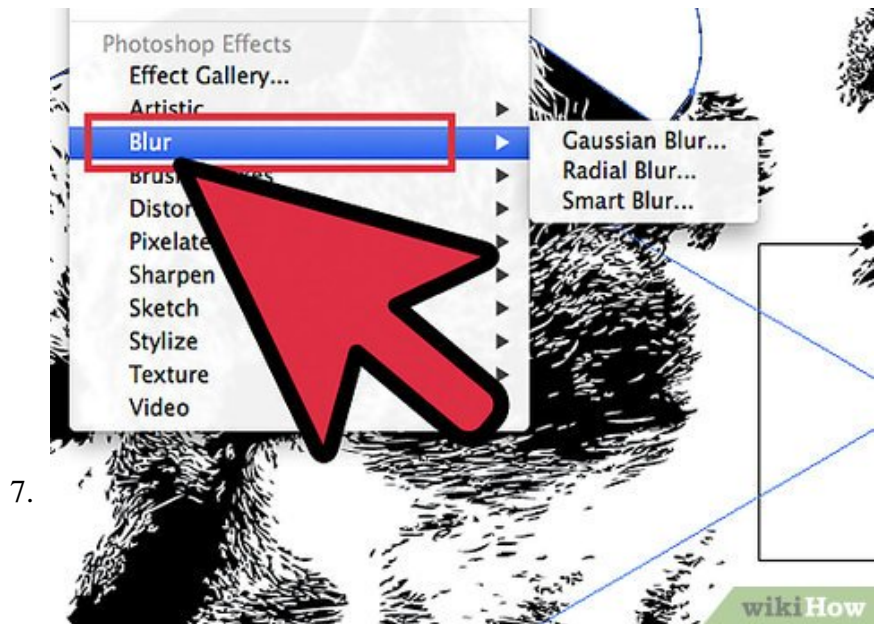 Photoshop Effects
Effect Gallery...
Artistic
Blur
Gaussian Blur...
Radial Blur...
Smart Blur...
Pixelate
Sharpen
Sketch
Stylize
Texture
Video
7.
wikiHow